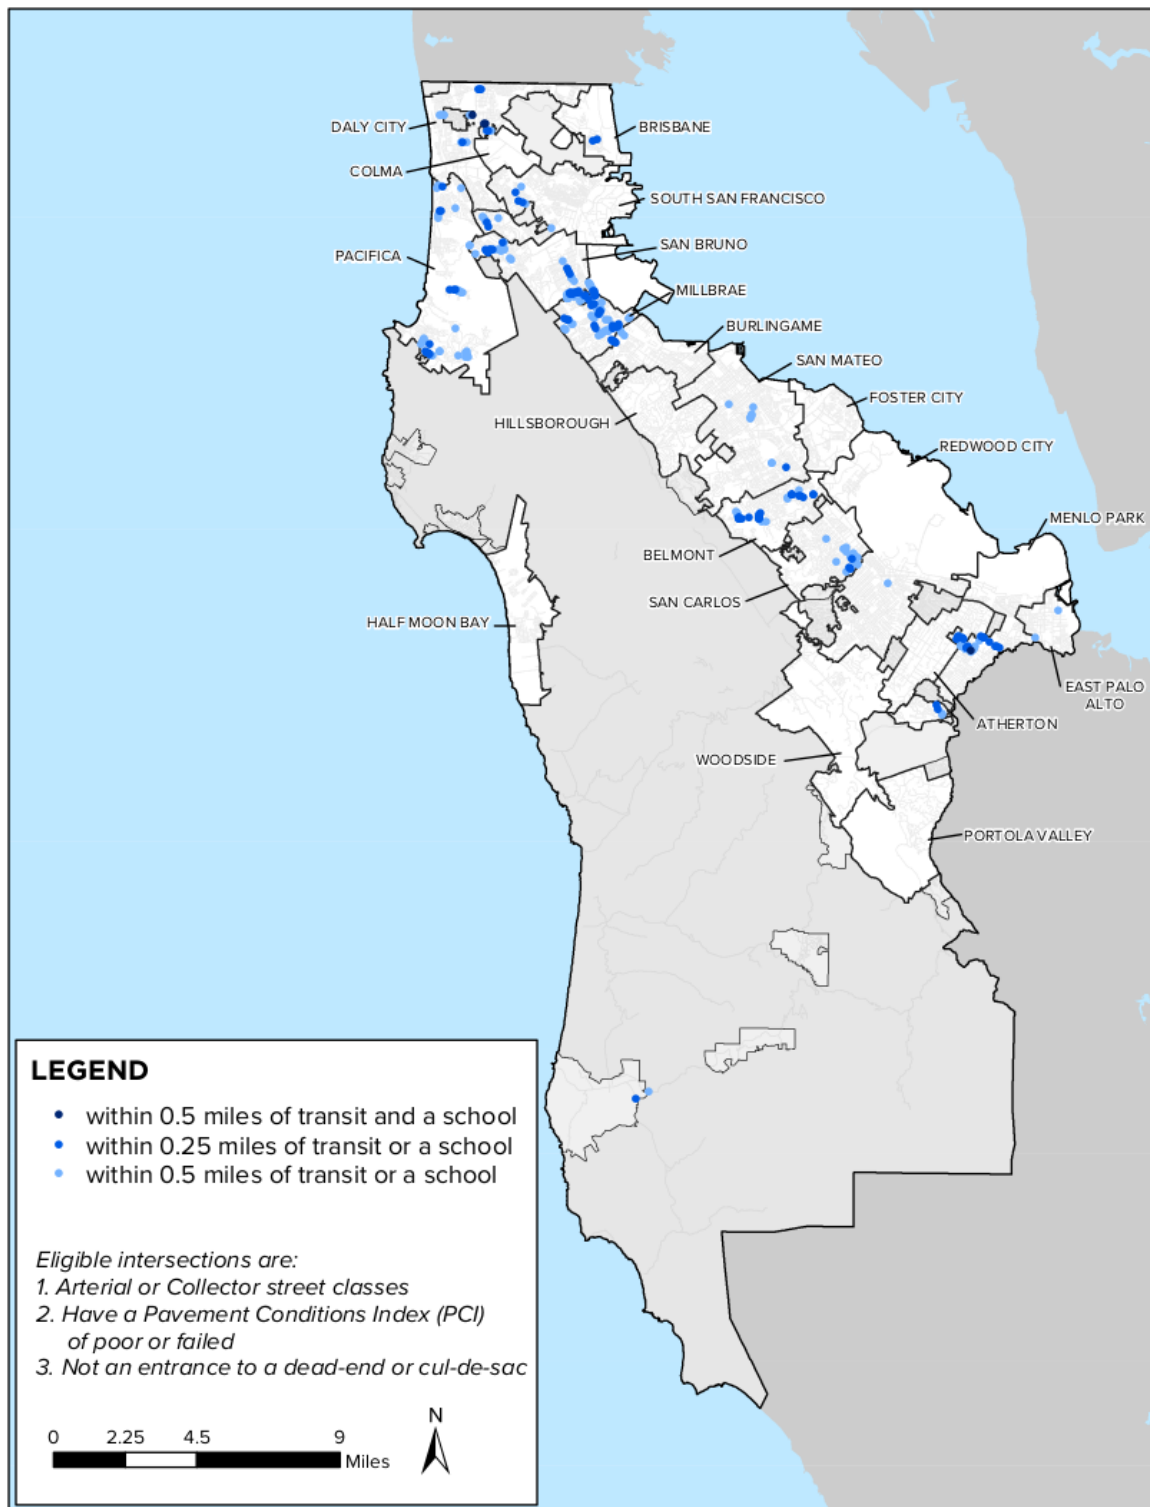 DALY CITY
BRISBANE
COLMA
SOUTH SAN FRANCISCO
SAN BRUNO
PACIFICA
MILLBRAE
BURLINGAME
SAN MATEO
FOSTER CITY
HILLSBOROUGH
REDWOOD CITY
MENLO PARK
BELMONT
SAN CARLOS
HALF MOON BAY
EAST PALO
ALTO
ATHERTON
WOODSIDE
PORTOLA VALLEY
LEGEND
within 0.5 miles of transit and a school
within 0.25 miles of transit or a school
within 0.5 miles of transit or a school
Eligible intersections are:
1. Arterial or Collector street classes
2. Have a Pavement Conditions Index (PCI)
of poor or failed
3. Not an entrance to a dead-end or cul-de-sac
N
0 2.25 4.5 9
Miles